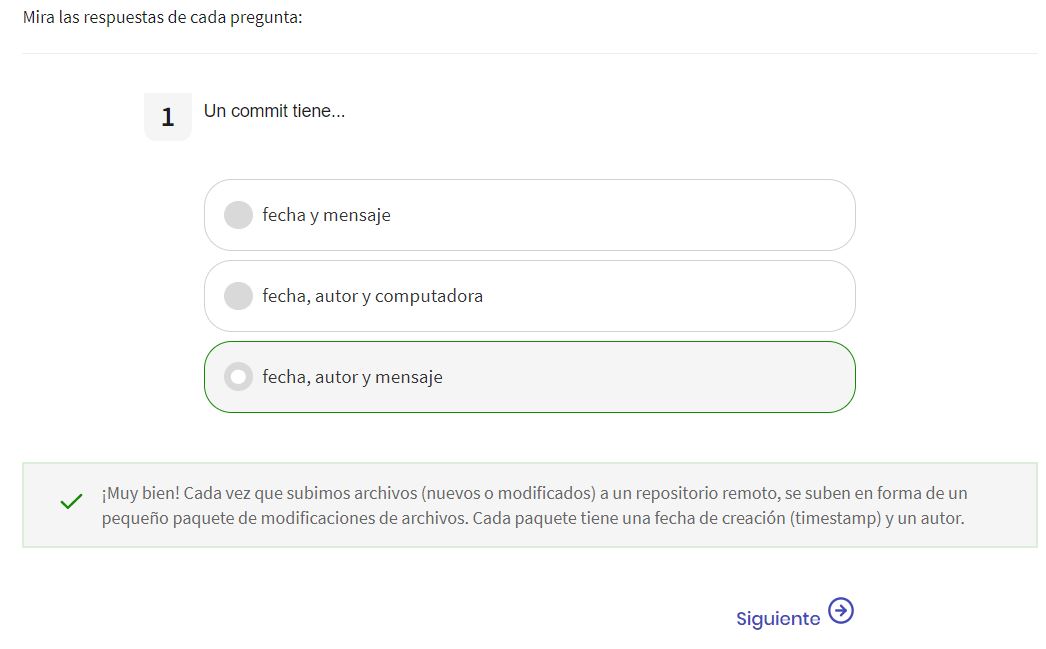 Mira las respuestas de cada pregunta:
1
Un commit tiene...
fecha y mensaje
fecha, autor y computadora
fecha, autor y mensaje
¡Muy bien! Cada vez que subimos archivos (nuevos o modificados) a un repositorio remoto, se suben en forma de un
pequeño paquete de modificaciones de archivos. Cada paquete tiene una fecha de creación (timestamp) y un autor.
Siguiente